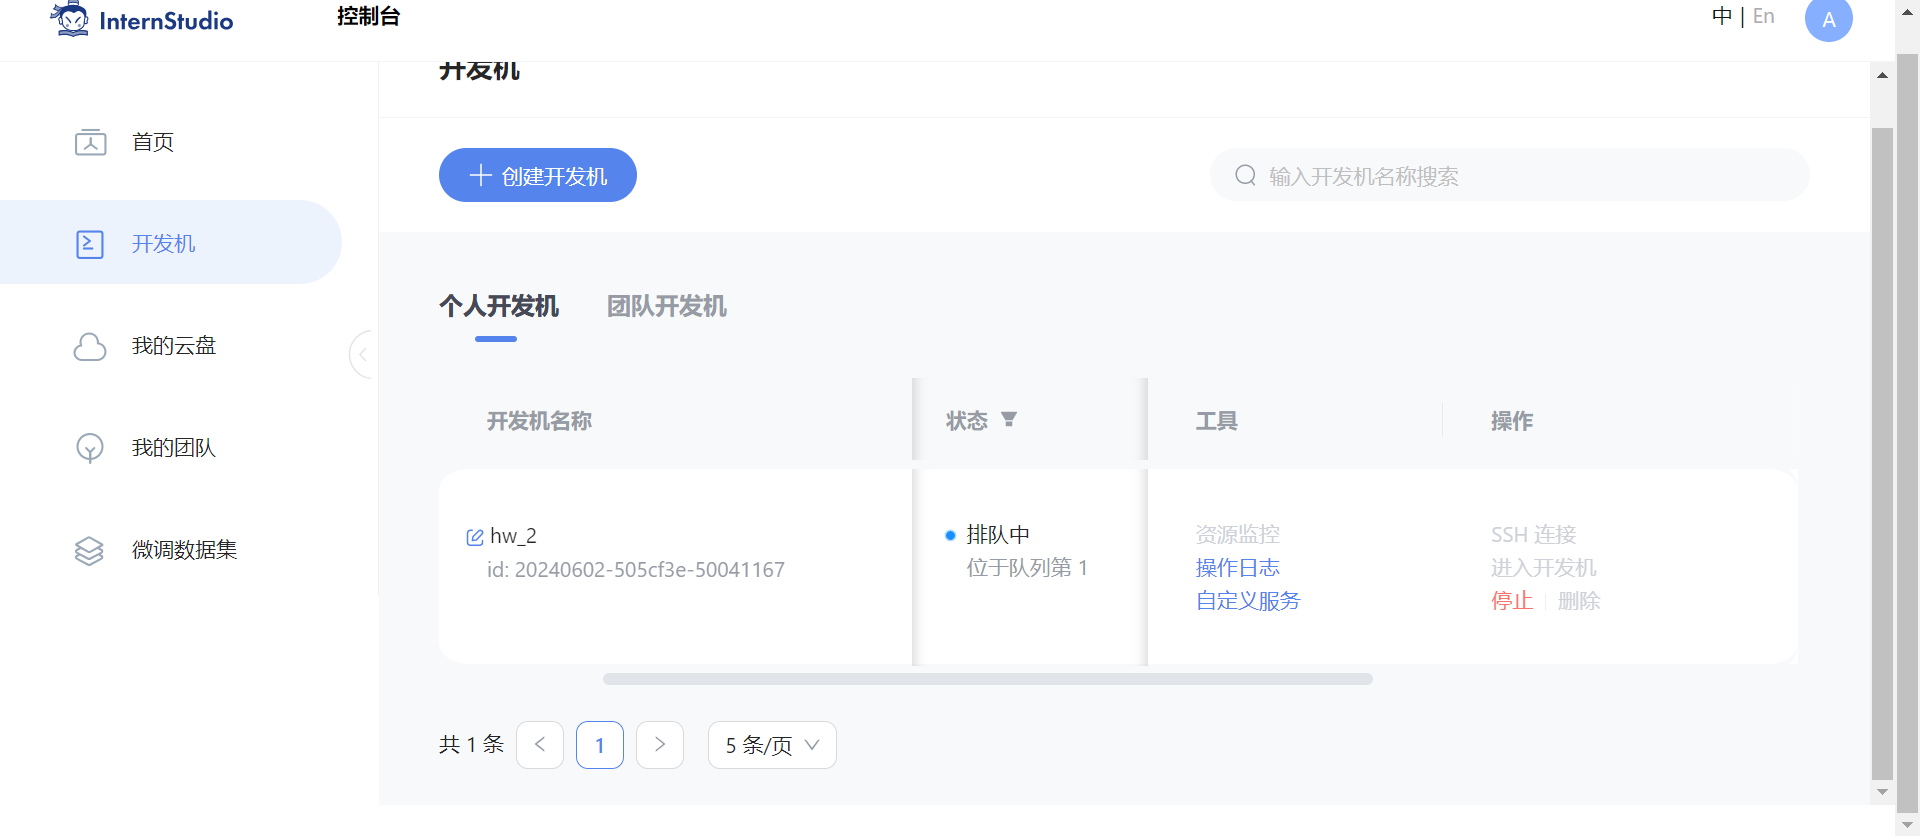 InternStudio
控制台
中 | En
A
开发机
首页
开发机
我的云盘
我的团队
微调数据集
创建开发机
输入开发机名称搜索
个人开发机
团队开发机
开发机名称
状态
工具
操作
hw_2
id: 20240602-505cf3e-50041167
排队中
位于队列第 1
资源监控
操作日志
自定义服务
SSH 连接
进入开发机
停止
删除
共 1 条
1
5 条/页